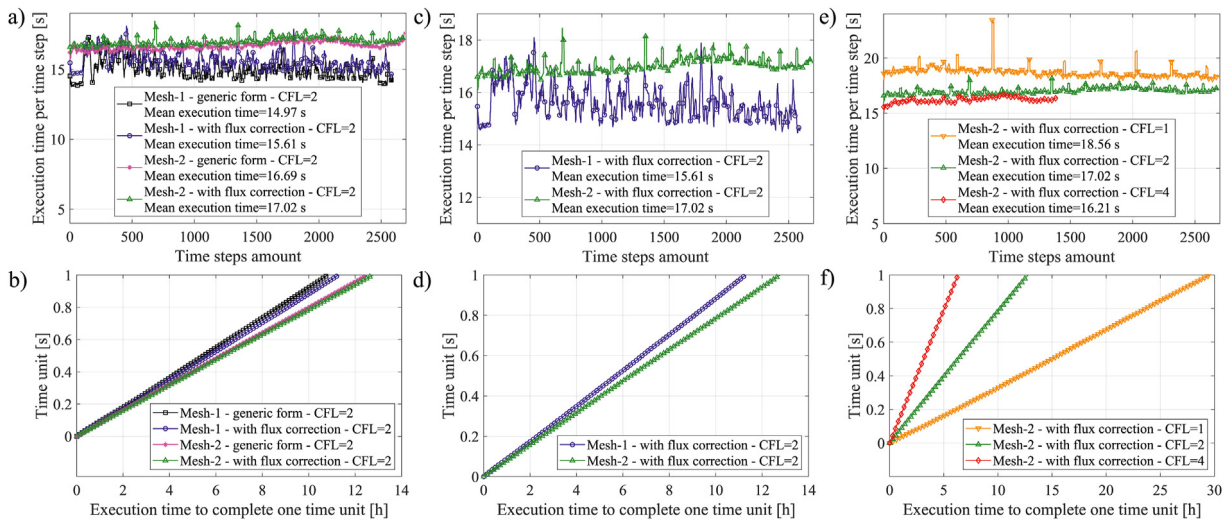 a)
Execution time per time step [s]
15
10
5
0
500
1000
1500
2000
2500
Time steps amount
Mesh-1 - generic form - CFL=2
Mean execution time=14.97 s
Mesh-1 - with flux correction - CFL=2
Mean execution time=15.61 s
Mesh-2 - generic form - CFL=2
Mean execution time=16.69 s
Mesh-2 - with flux correction - CFL=2
Mean execution time=17.02 s
c)
Execution time per time step [s]
18
16
14
12
0
500
1000
1500
2000
2500
Time steps amount
Mesh-1 - with flux correction - CFL=2
Mean execution time=15.61 s
Mesh-2 - with flux correction - CFL=2
Mean execution time=17.02 s
e)
Execution time per time step [s]
20
15
10
5
0
500
1000
1500
2000
2500
Time steps amount
Mesh-2 - with flux correction - CFL=1
Mean execution time=18.56 s
Mesh-2 - with flux correction - CFL=2
Mean execution time=17.02 s
Mesh-2 - with flux correction - CFL=4
Mean execution time=16.21 s
b)
Time unit [s]
1
0.8
0.6
0.4
0.2
0
0
2
4
6
8
10
12
14
Execution time to complete one time unit [h]
Mesh-1 - generic form - CFL=2
Mesh-1 - with flux correction - CFL=2
Mesh-2 - generic form - CFL=2
Mesh-2 - with flux correction - CFL=2
d)
Time unit [s]
1
0.8
0.6
0.4
0.2
0
0
2
4
6
8
10
12
14
Execution time to complete one time unit [h]
Mesh-1 - with flux correction - CFL=2
Mesh-2 - with flux correction - CFL=2
f)
Time unit [s]
1
0.8
0.6
0.4
0.2
0
0
5
10
15
20
25
30
Execution time to complete one time unit [h]
Mesh-2 - with flux correction - CFL=1
Mesh-2 - with flux correction - CFL=2
Mesh-2 - with flux correction - CFL=4